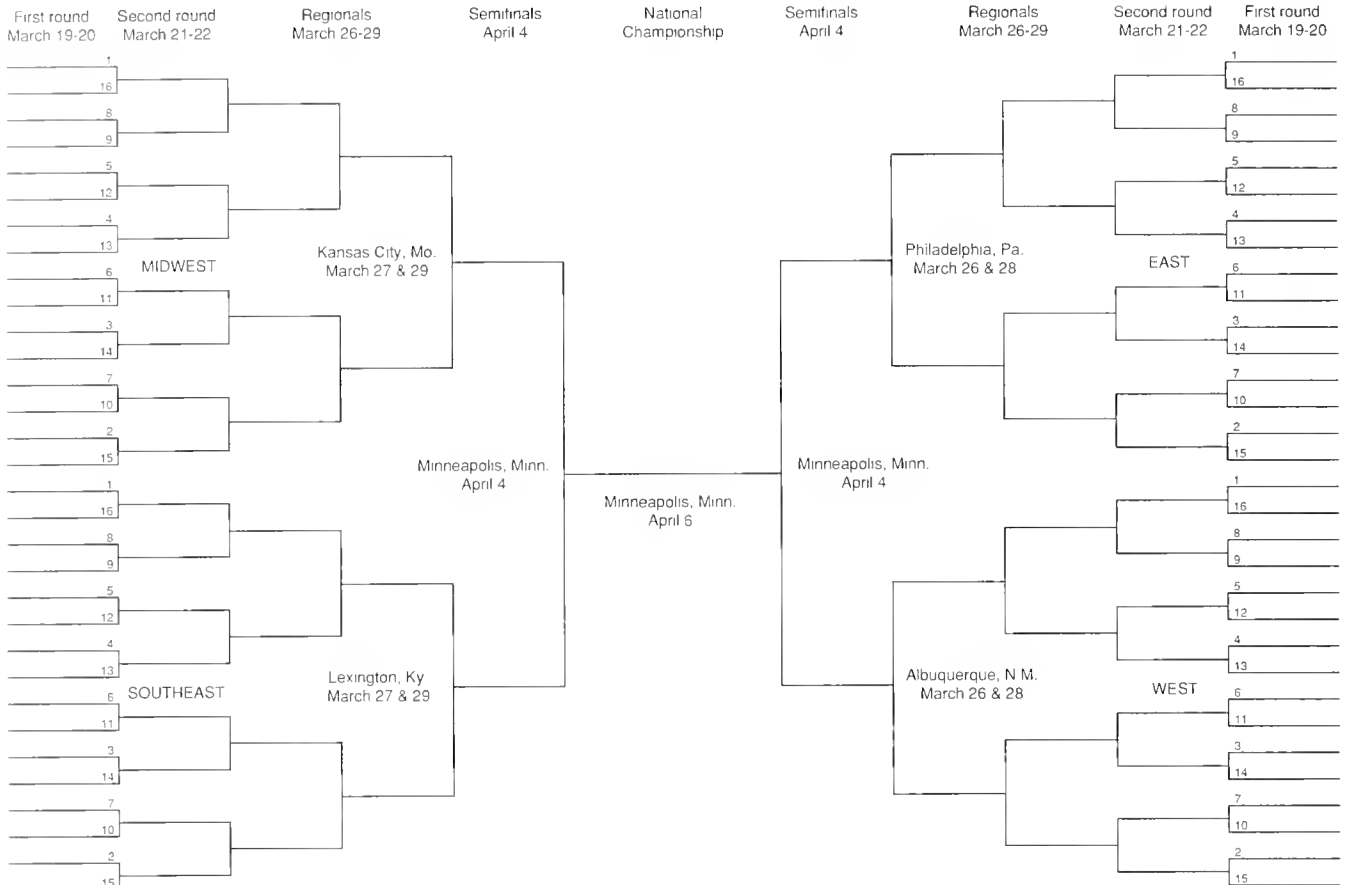 First round
March 19-20
Second round
March 21-22
Regionals
March 26-29
Semifinals
April 4
National
Championship
Semifinals
April 4
Regionals
March 26-29
Second round
March 21-22
First round
March 19-20
1
16
8
9
5
12
4
13
MIDWEST
6
11
3
14
7
10
2
15
Kansas City, Mo.
March 27 & 29
1
16
8
9
5
12
4
13
SOUTHEAST
6
11
3
14
7
10
2
15
Lexington, Ky
March 27 & 29
Minneapolis, Minn.
April 4
Minneapolis, Minn.
April 6
Minneapolis, Minn.
April 4
Philadelphia, Pa.
March 26 & 28
1
16
8
9
5
12
4
13
EAST
6
11
3
14
7
10
2
15
Albuquerque, N M.
March 26 & 28
1
16
8
9
5
12
4
13
WEST
6
11
3
14
7
10
2
15